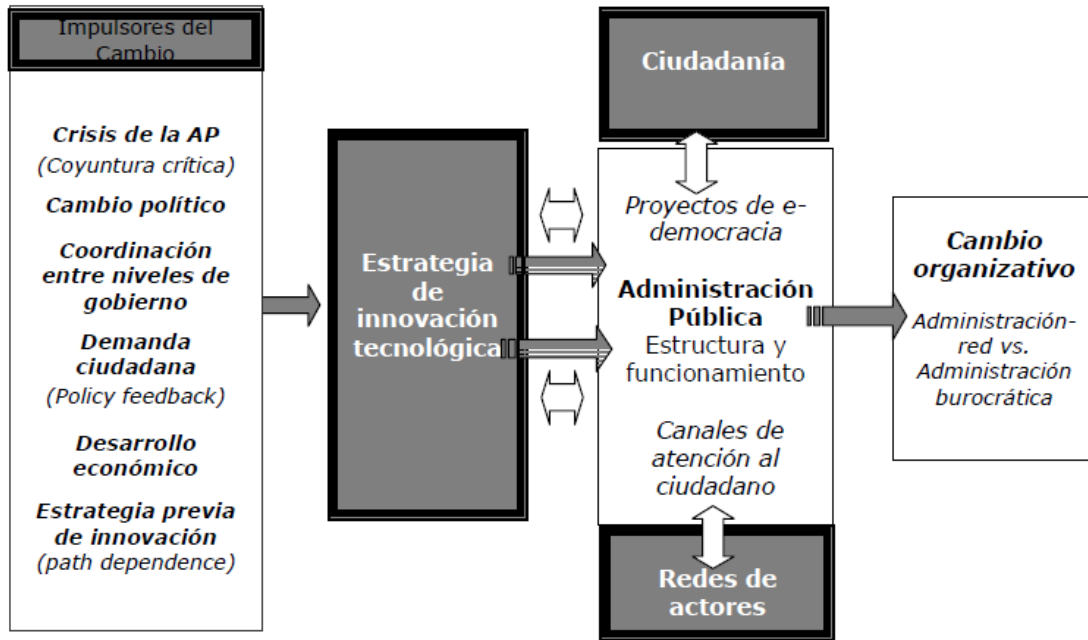 Impulsores del
Cambio
Crisis de la AP
(Coyuntura crítica)
Cambio político
Coordinación
entre niveles de
gobierno
Demanda
ciudadana
(Policy feedback)
Desarrollo
económico
Estrategia previa
de innovación
(path dependence)
Estrategia
de
innovación
tecnológica
Ciudadanía
Proyectos de e-
democracia
Administración
Pública
Estructura y
funcionamiento
Canales de
atención al
ciudadano
Redes de
actores
Cambio
organizativo
Administración-
red vs.
Administración
burocrática